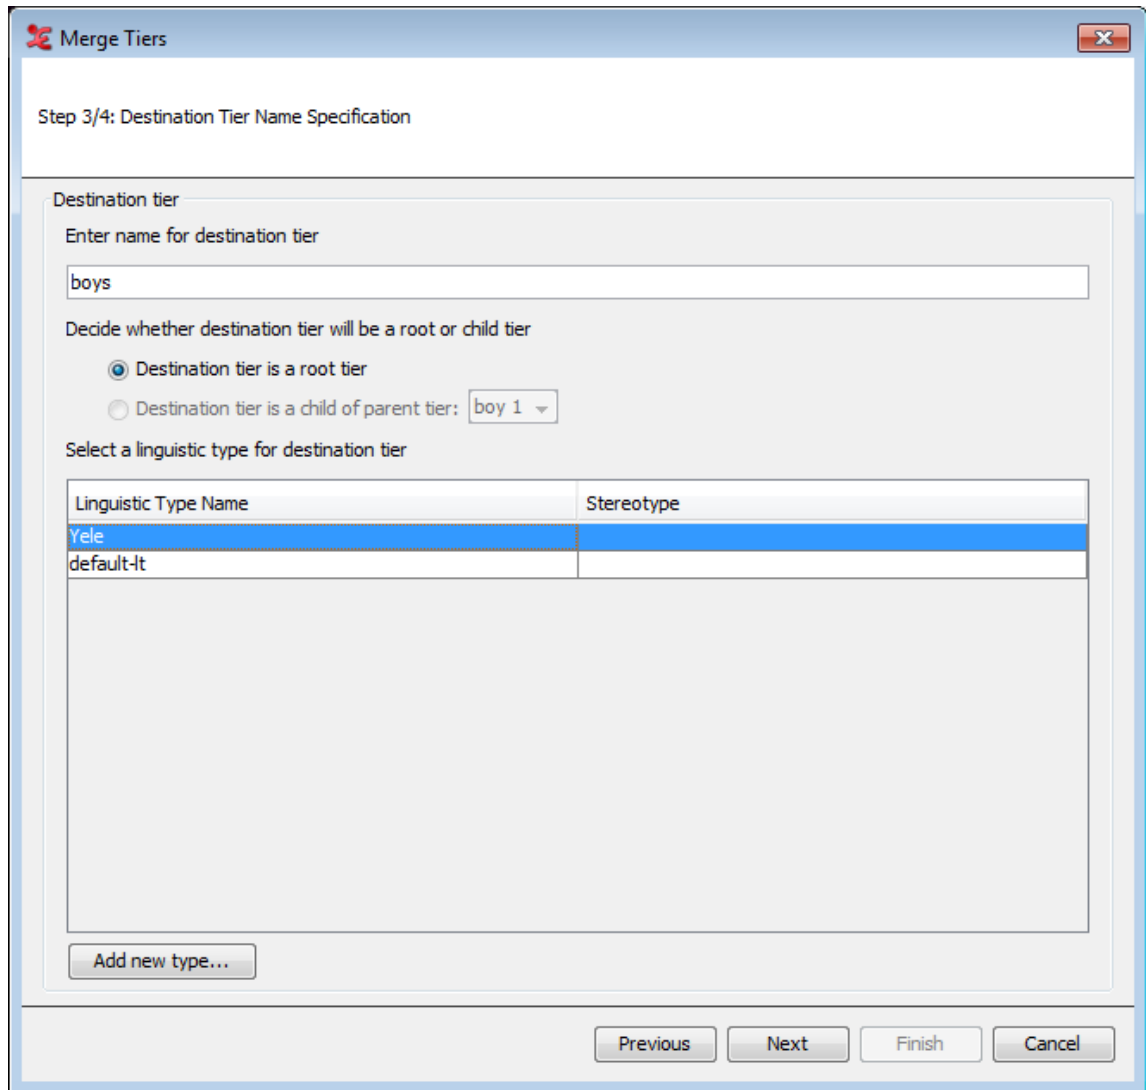 Merge Tiers
Step 3/4: Destination Tier Name Specification
Destination tier
Enter name for destination tier
boys
Decide whether destination tier will be a root or child tier
Destination tier is a root tier
Destination tier is a child of parent tier: boy 1
Select a linguistic type for destination tier
Linguistic Type Name Stereotype
Yele
default-lt
Add new type...
Previous Next Finish Cancel